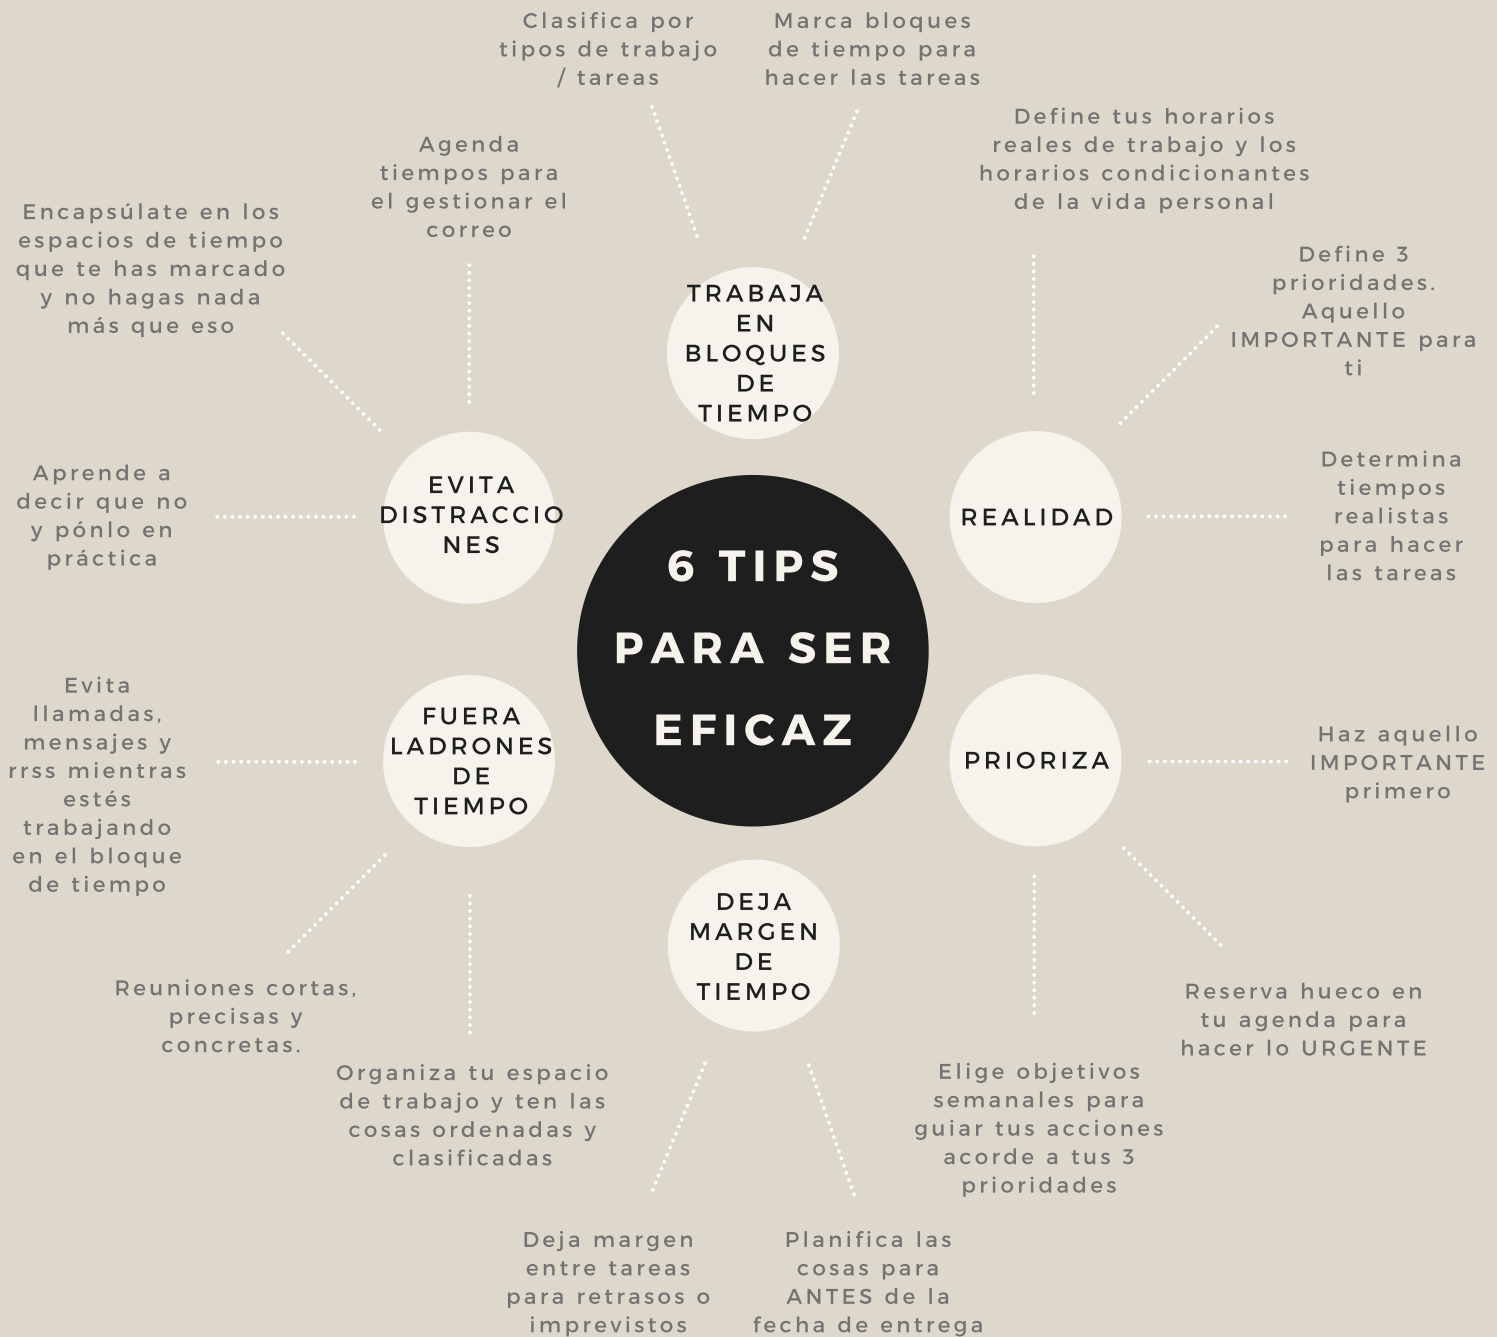 Clasifica por
tipos de trabajo
/ tareas
Marca bloques
de tiempo para
hacer las tareas
Define tus horarios
reales de trabajo y los
horarios condicionantes
de la vida personal
Agenda
tiempos para
el gestionar el
correo
Encapsúlate en los
espacios de tiempo
que te has marcado
y no hagas nada
más que eso
Define 3
prioridades.
Aquello
IMPORTANTE para
ti
TRABAJA
EN
BLOQUES
DE
TIEMPO
Aprende a
decir que no
y pónlo en
práctica
EVITA
DISTRACCIO
NES
REALIDAD
Determina
tiempos
realistas
para hacer
las tareas
6 TIPS
PARA SER
EFICAZ
Evita
llamadas,
mensajes y
rrss mientras
estés
trabajando
en el bloque
de tiempo
FUERA
LADRONES
DE
TIEMPO
PRIORIZA
Haz aquello
IMPORTANTE
primero
DEJA
MARGEN
DE
TIEMPO
Reuniones cortas,
precisas y
concretas.
Organiza tu espacio
de trabajo y ten las
cosas ordenadas y
clasificadas
Reserva hueco en
tu agenda para
hacer lo URGENTE
Elige objetivos
semanales para
guiar tus acciones
acorde a tus 3
prioridades
Deja margen
entre tareas
para retrasos o
imprevistos
Planifica las
cosas para
ANTES de la
fecha de entrega